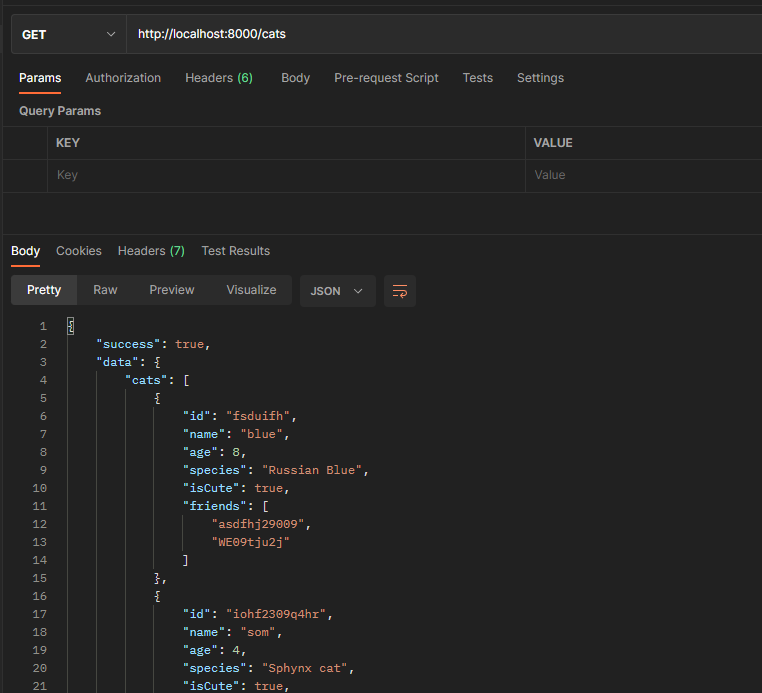 GET http://localhost:8000/cats
Params Authorization Headers (6) Body Pre-request Script Tests Settings
Query Params
KEY VALUE
Key Value
Body Cookies Headers (7) Test Results
Pretty Raw Preview Visualize JSON
1 {
2 "success": true,
3 "data": {
4 "cats": [
5 {
6 "id": "fsduifh",
7 "name": "blue",
8 "age": 8,
9 "species": "Russian Blue",
10 "isCute": true,
11 "friends": [
12 "asdfhj29009",
13 "WE09tju2j"
14 ]
15 },
16 {
17 "id": "iohf2309q4hr",
18 "name": "som",
19 "age": 4,
20 "species": "Sphynx cat",
21 "isCute": true,